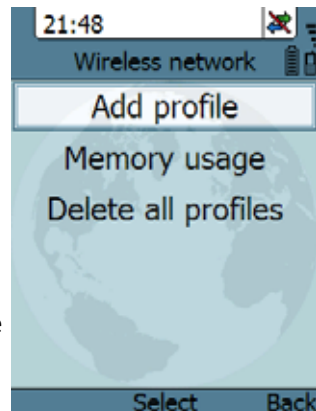 21:48
Wireless network
Add profile
Memory usage
Delete all profiles
e
Select Back